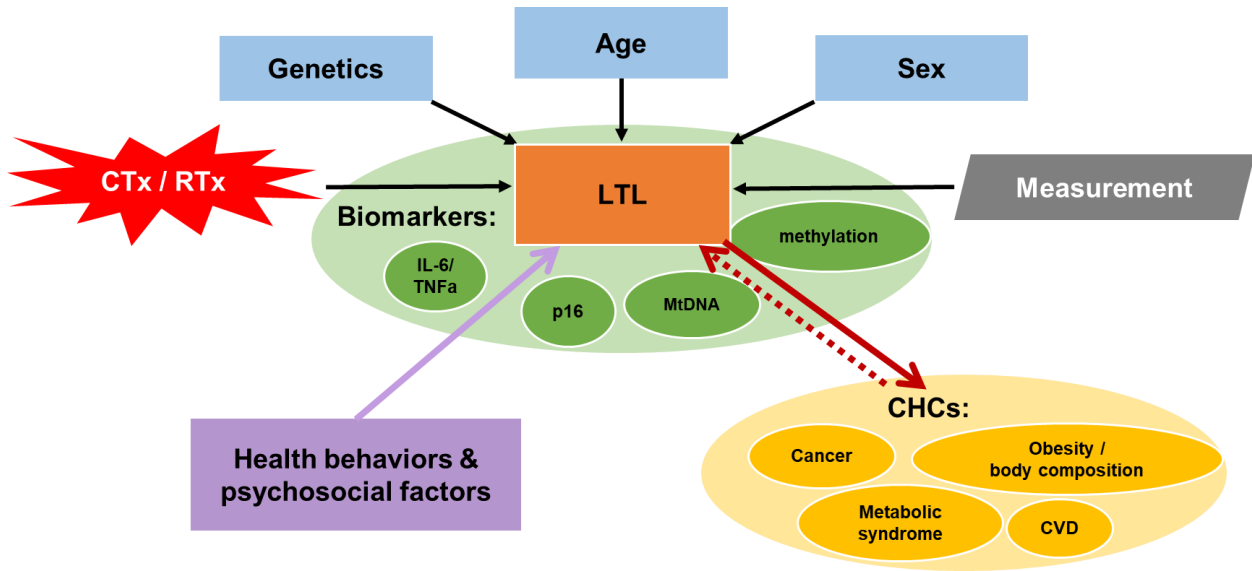 Age
Genetics
Sex
CTx / RTx
LTL
Measurement
Biomarkers:
methylation
IL-6/
TNFa
p16
MtDNA
CHCs:
Health behaviors &
psychosocial factors
Cancer
Obesity /
body composition
Metabolic
syndrome
CVD